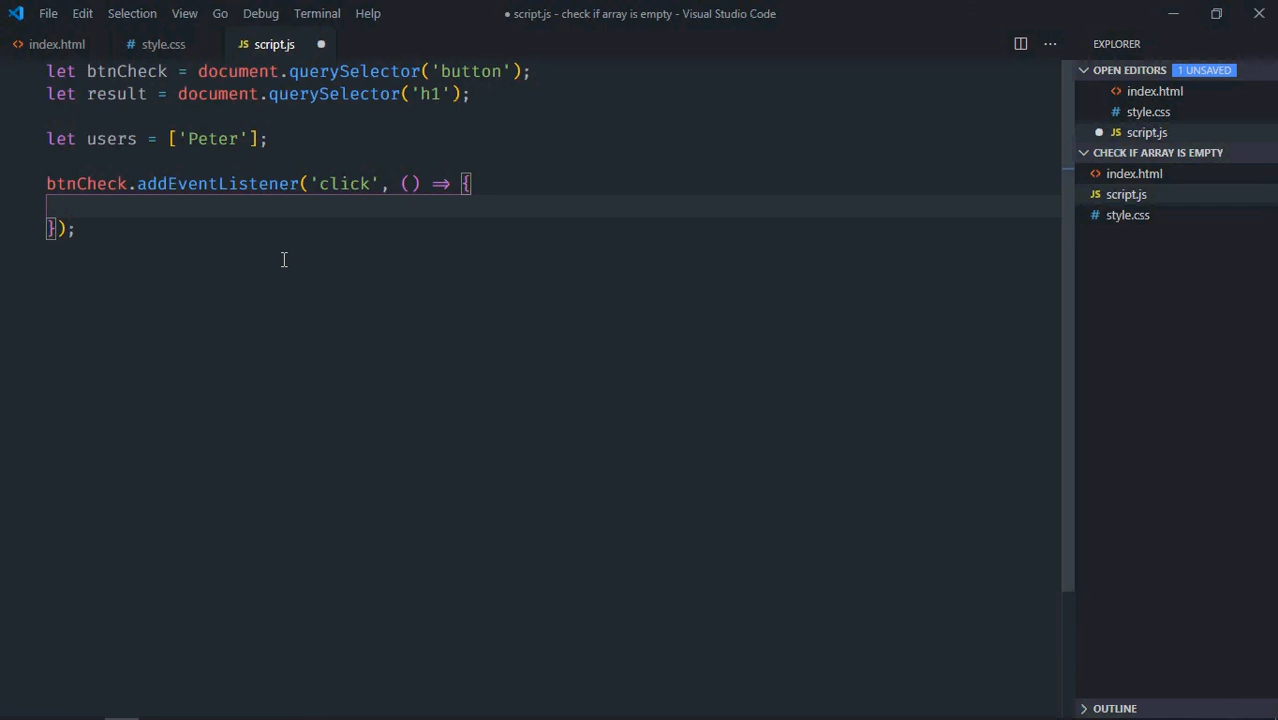 File Edit Selection View Go Debug Terminal Help
● script.js - check if array is empty - Visual Studio Code
<> index.html
# style.css
JS script.js ●
let btnCheck = document.querySelector('button');
let result = document.querySelector('h1');
let users = ['Peter'];
btnCheck.addEventListener('click', () => {
});
EXPLORER
OPEN EDITORS 1 UNSAVED
<> index.html
# style.css
● JS script.js
CHECK IF ARRAY IS EMPTY
<> index.html
JS script.js
# style.css
OUTLINE